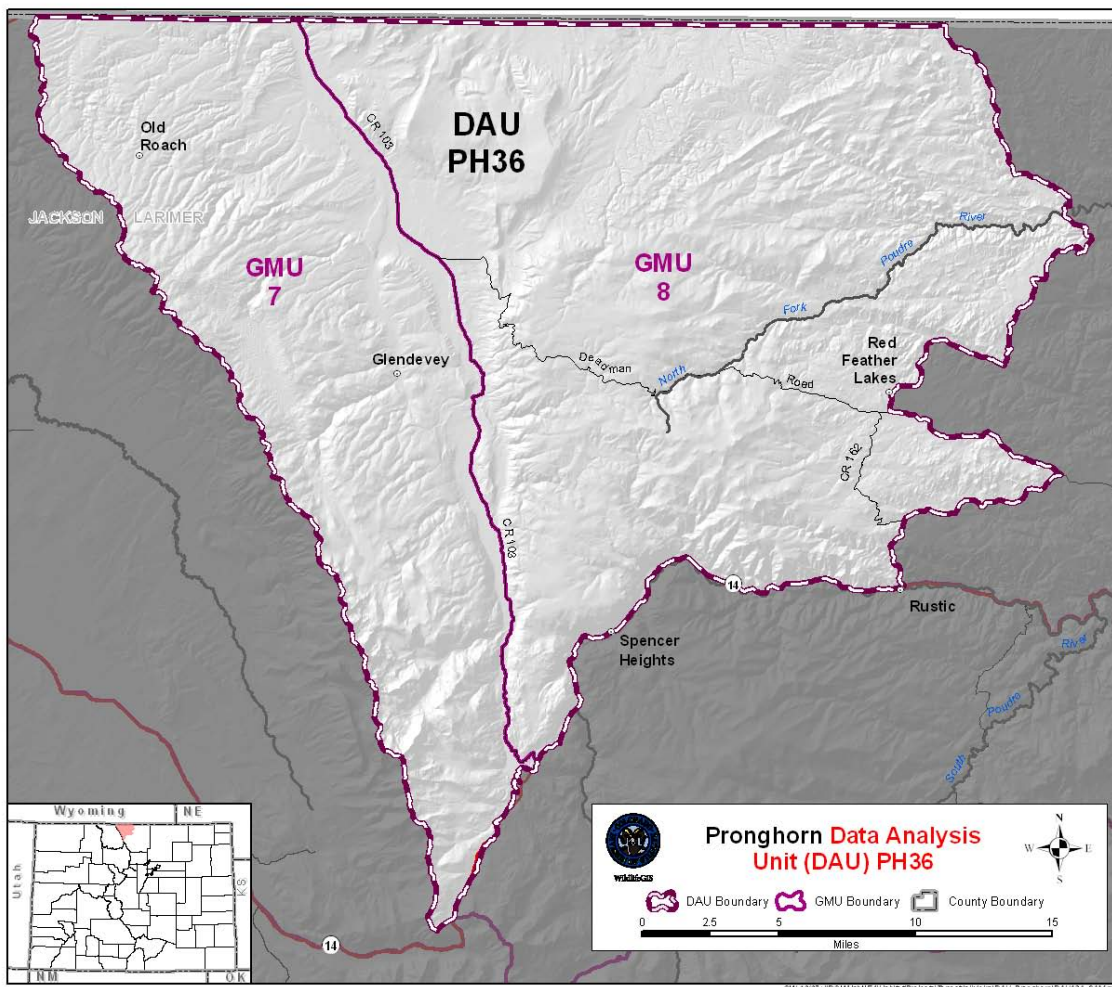 DAU
PH36
Old
Roach
CR 103
JACKSON
LARIMER
GMU
7
GMU
8
North
Fork
Poudre
River
Glendevey
Deadman
Road
Red
Feather
Lakes
CR 162
CR 103
14
Rustic
Spencer
Heights
River
Poudre
South
14
Wyoming
NE
Utah
KS
NM
OK
WildlifeGIS
Pronghorn Data Analysis
Unit (DAU) PH36
N
W
E
S
DAU Boundary
GMU Boundary
County Boundary
0
2.5
5
10
15
Miles